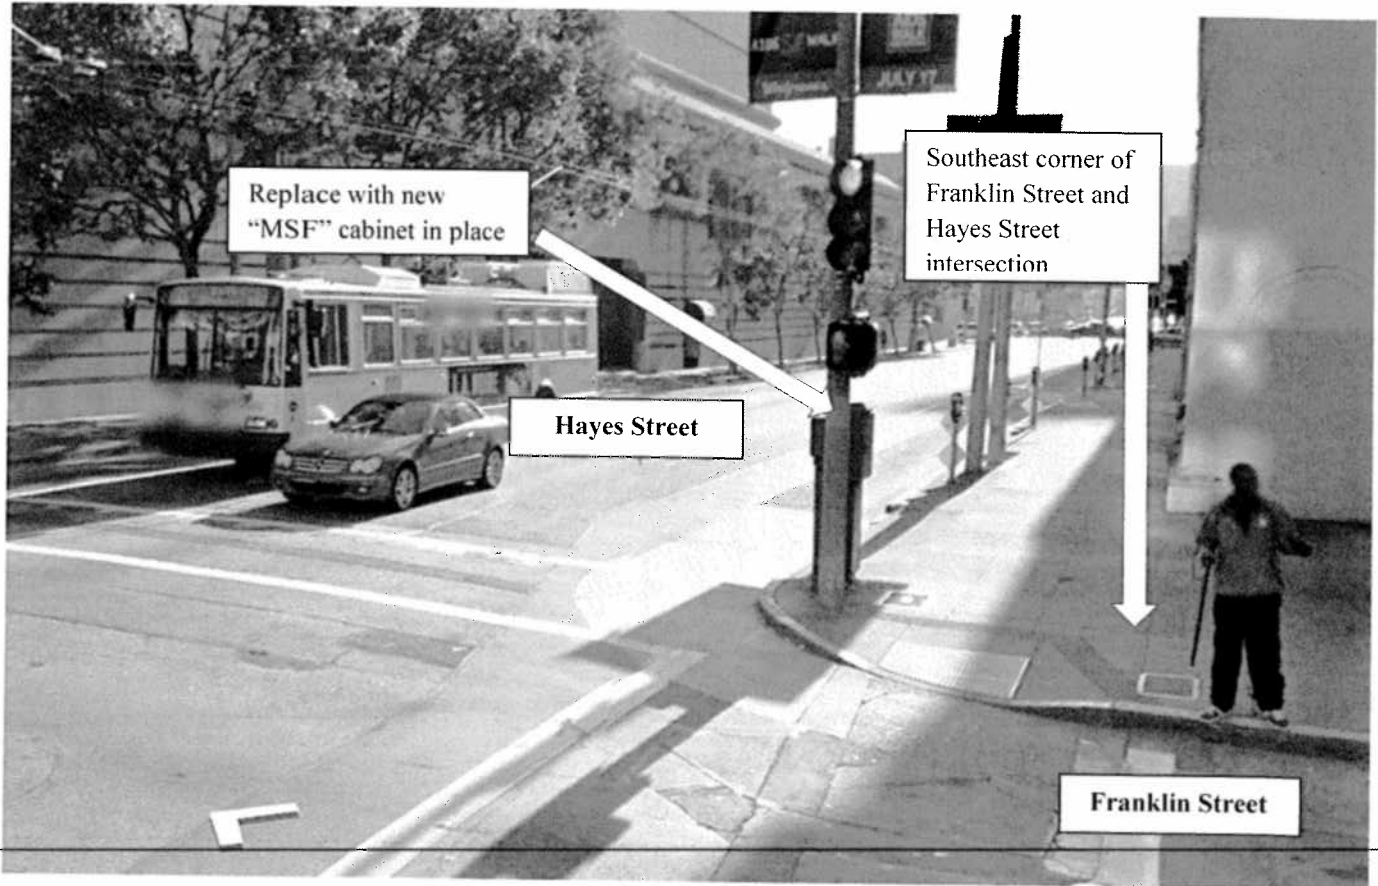 WALK
JULY 17
Replace with new
“MSF” cabinet in place
Southeast corner of
Franklin Street and
Hayes Street
intersection
Hayes Street
Franklin Street